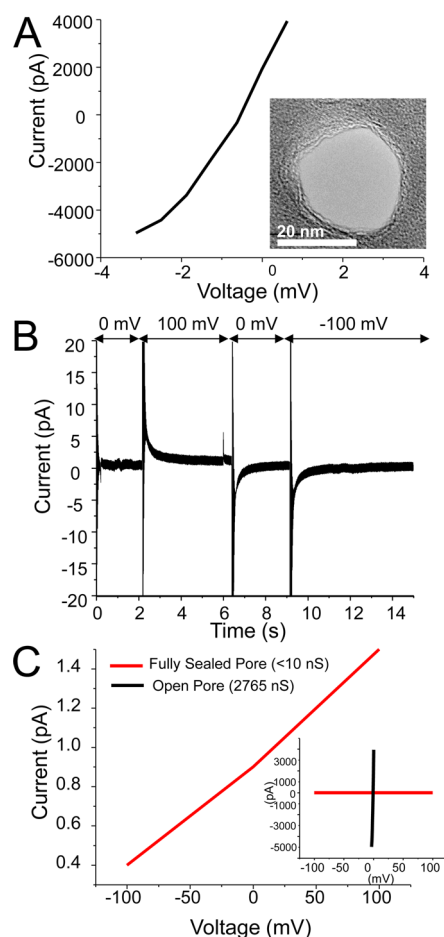 A
4000
2000
0
-2000
-4000
-6000
Current (pA)
20 nm
-4 -2 0 2 4
Voltage (mV)
B
0 mV 100 mV 0 mV -100 mV
20
15
10
5
0
-5
-10
-15
-20
Current (pA)
0 2 4 6 8 10 12 14
Time (s)
C
1.4
1.2
1.0
0.8
0.6
0.4
Current (pA)
Fully Sealed Pore (<10 nS)
Open Pore (2765 nS)
3000
1000
0
-1000
-3000
-5000
(pA)
-100 -50 0 50 100
(mV)
-100 -50 0 50 100
Voltage (mV)